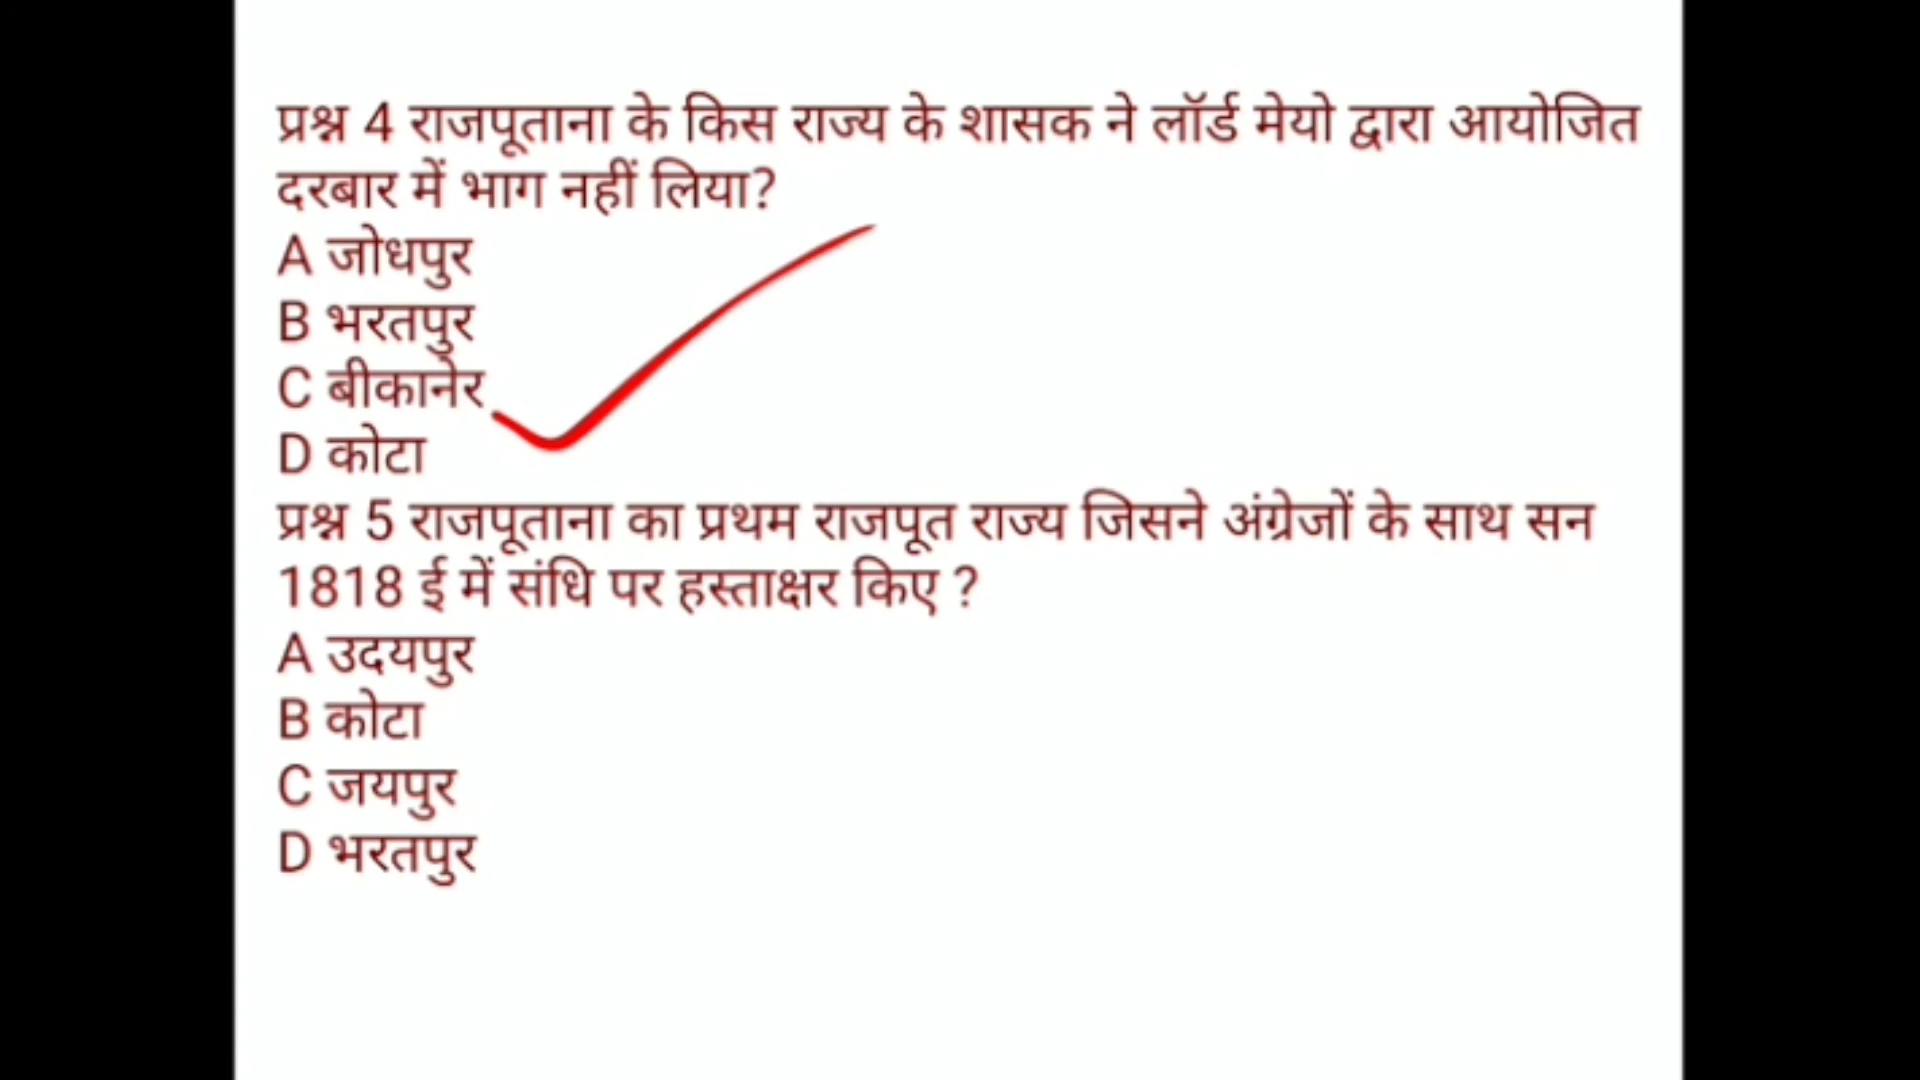 प्रश्न 4 राजपूताना के किस राज्य के शासक ने लॉर्ड मेयो द्वारा आयोजित
दरबार में भाग नहीं लिया?
A जोधपुर
B भरतपुर
C बीकानेर
D कोटा
प्रश्न 5 राजपूताना का प्रथम राजपूत राज्य जिसने अंग्रेजों के साथ सन
1818 ई में संधि पर हस्ताक्षर किए ?
A उदयपुर
B कोटा
C जयपुर
D भरतपुर